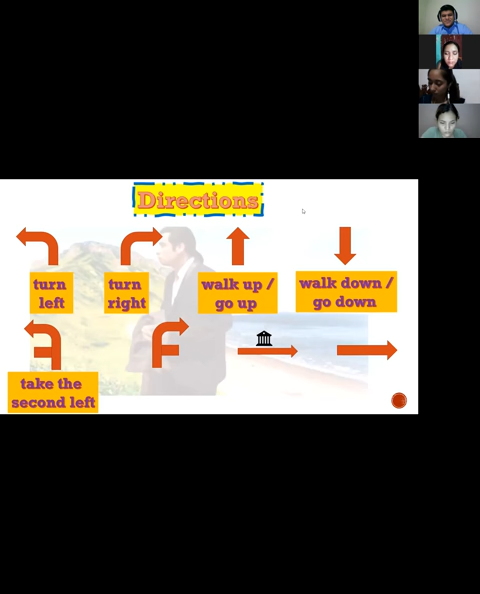 Directions
turn
left
turn
right
walk up /
go up
walk down /
go down
take the
second left